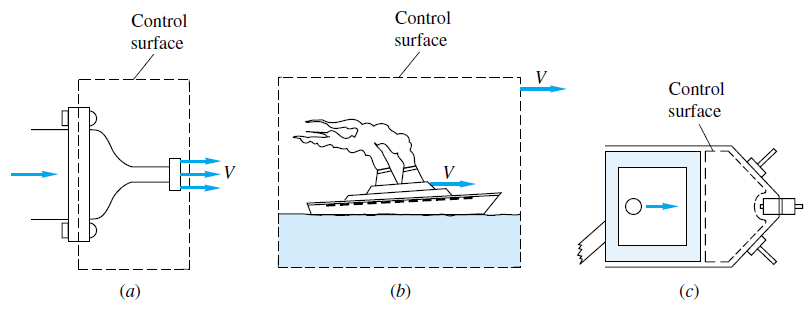 Control
surface
V
(a)
Control
surface
V
V
(b)
Control
surface
(c)